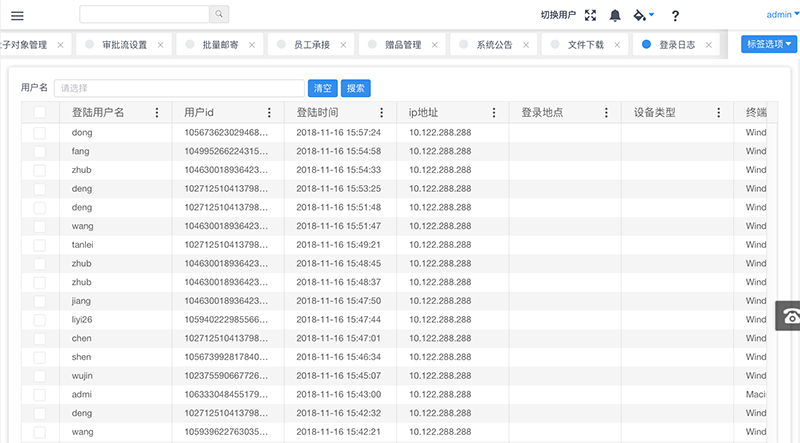 切换用户 ? admin
子对象管理 × 审批流设置 × 批量邮寄 × 员工承接 × 赠品管理 × 系统公告 × 文件下载 × 登录日志 × 标签选项
用户名 请选择 清空 搜索
登陆用户名 用户id 登陆时间 ip地址 登录地点 设备类型 终端
dong 105673623029468... 2018-11-16 15:57:24 10.122.288.288 Wind
fang 104995266224315... 2018-11-16 15:54:58 10.122.288.288 Wind
zhub 104630018936423... 2018-11-16 15:54:33 10.122.288.288 Wind
deng 102712510413798... 2018-11-16 15:53:25 10.122.288.288 Wind
deng 102712510413798... 2018-11-16 15:51:48 10.122.288.288 Wind
wang 104630018936423... 2018-11-16 15:51:47 10.122.288.288 Wind
tanlei 102712510413798... 2018-11-16 15:49:21 10.122.288.288 Wind
zhub 104630018936423... 2018-11-16 15:48:45 10.122.288.288 Wind
zhub 104630018936423... 2018-11-16 15:48:37 10.122.288.288 Wind
jiang 104630018936423... 2018-11-16 15:47:50 10.122.288.288 Wind
liyi26 105940222985566... 2018-11-16 15:47:44 10.122.288.288 Wind
chen 102712510413798... 2018-11-16 15:47:01 10.122.288.288 Wind
shen 105673992817840... 2018-11-16 15:46:34 10.122.288.288 Wind
wujin 102375590667726... 2018-11-16 15:45:07 10.122.288.288 Wind
admi 106333048455179... 2018-11-16 15:43:00 10.122.288.288 Maci
deng 102712510413798... 2018-11-16 15:42:32 10.122.288.288 Wind
wang 105939622763035... 2018-11-16 15:42:21 10.122.288.288 Wind